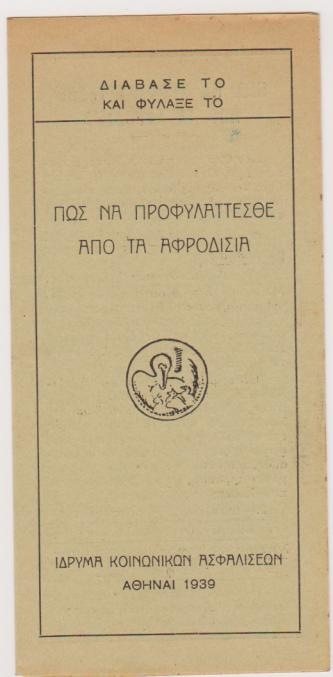 ΔΙΑΒΑΣΕ ΤΟ
ΚΑΙ ΦΥΛΑΞΕ ΤΟ
ΠΩΣ ΝΑ ΠΡΟΦΥΛΑΤΤΕΣΘΕ
ΑΠΟ ΤΑ ΑΦΡΟΔΙΣΙΑ
ΙΔΡΥΜΑ ΚΟΙΝΩΝΙΚΩΝ ΑΣΦΑΛΙΣΕΩΝ
ΑΘΗΝΑΙ 1939